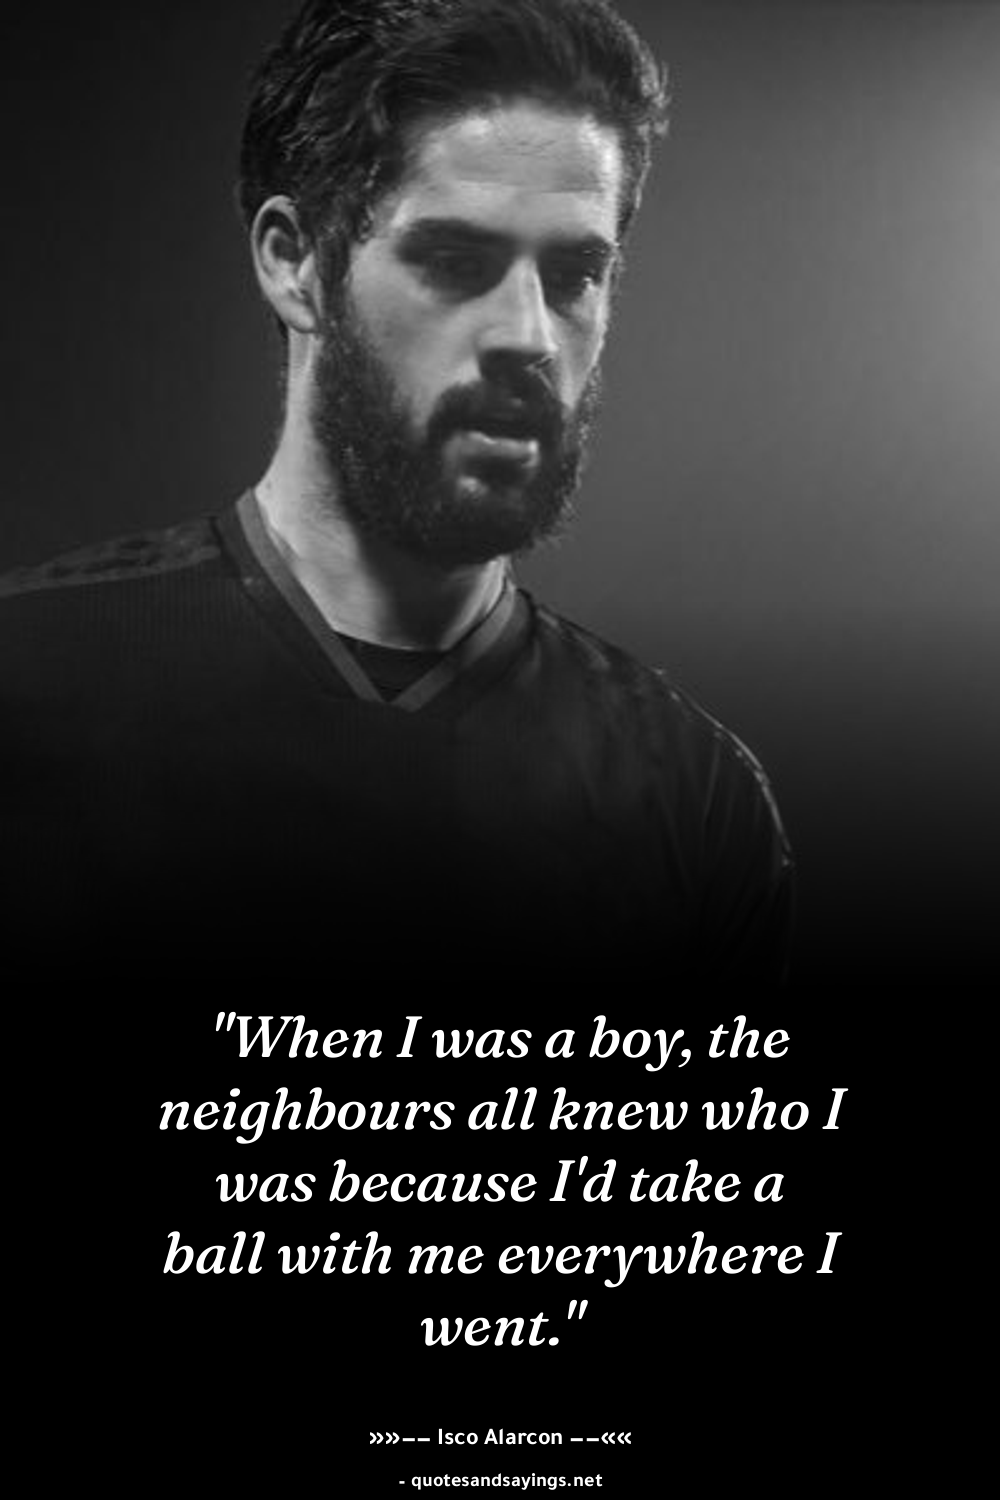 "When I was a boy, the
neighbours all knew who I
was because I'd take a
ball with me everywhere I
went."
»»–– Isco Alarcon ––««
- quotesandsayings.net